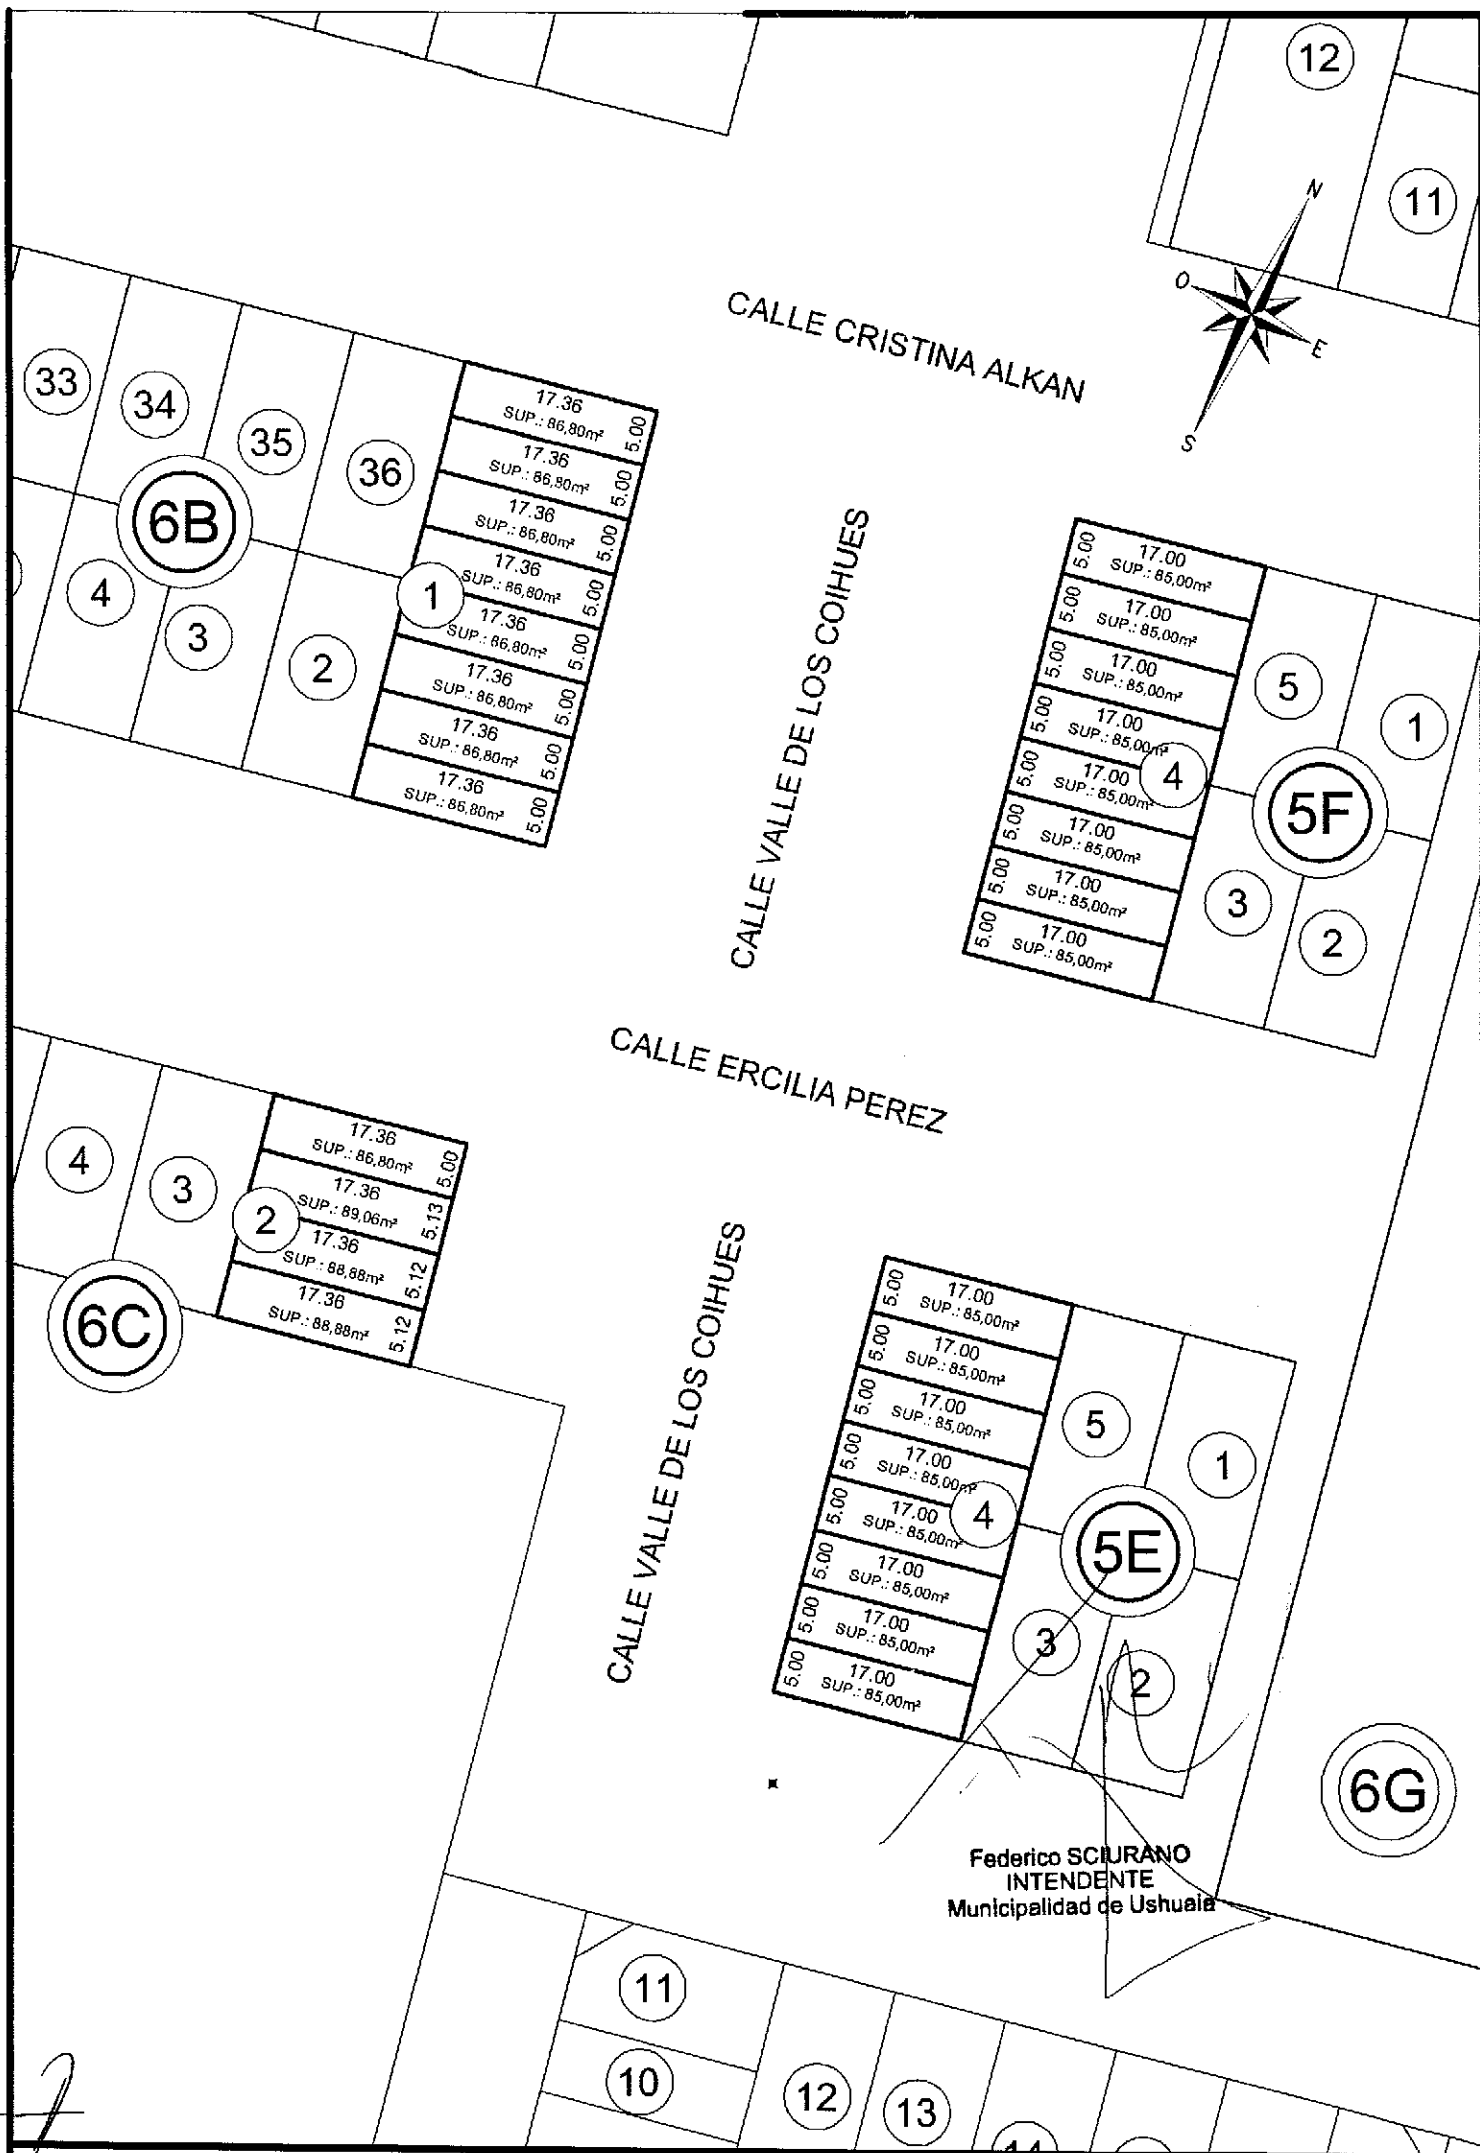 12
11
N
O
E
S
CALLE CRISTINA ALKAN
33
34
35
36
6B
4
3
2
1
17.36
SUP.: 86,80m²
5.00
17.36
SUP.: 86,80m²
5.00
17.36
SUP.: 86,80m²
5.00
17.36
SUP.: 86,80m²
5.00
17.36
SUP.: 86,80m²
5.00
17.36
SUP.: 86,80m²
5.00
17.36
SUP.: 86,80m²
5.00
17.36
SUP.: 86,80m²
5.00
CALLE VALLE DE LOS COIHUES
5.00
17.00
SUP.: 85,00m²
5.00
17.00
SUP.: 85,00m²
5.00
17.00
SUP.: 85,00m²
5.00
17.00
SUP.: 85,00m²
5.00
17.00
SUP.: 85,00m²
5.00
17.00
SUP.: 85,00m²
5.00
17.00
SUP.: 85,00m²
5.00
17.00
SUP.: 85,00m²
4
5
1
5F
3
2
CALLE ERCILIA PEREZ
4
3
2
6C
17.36
SUP.: 86,80m²
5.00
17.36
SUP.: 89,06m²
5.13
17.36
SUP.: 88,88m²
5.12
17.36
SUP.: 88,88m²
5.12
CALLE VALLE DE LOS COIHUES
5.00
17.00
SUP.: 85,00m²
5.00
17.00
SUP.: 85,00m²
5.00
17.00
SUP.: 85,00m²
5.00
17.00
SUP.: 85,00m²
5.00
17.00
SUP.: 85,00m²
5.00
17.00
SUP.: 85,00m²
5.00
17.00
SUP.: 85,00m²
5.00
17.00
SUP.: 85,00m²
4
5
1
5E
3
2
6G
Federico SCIURANO
INTENDENTE
Municipalidad de Ushuaia
11
10
12
13
14